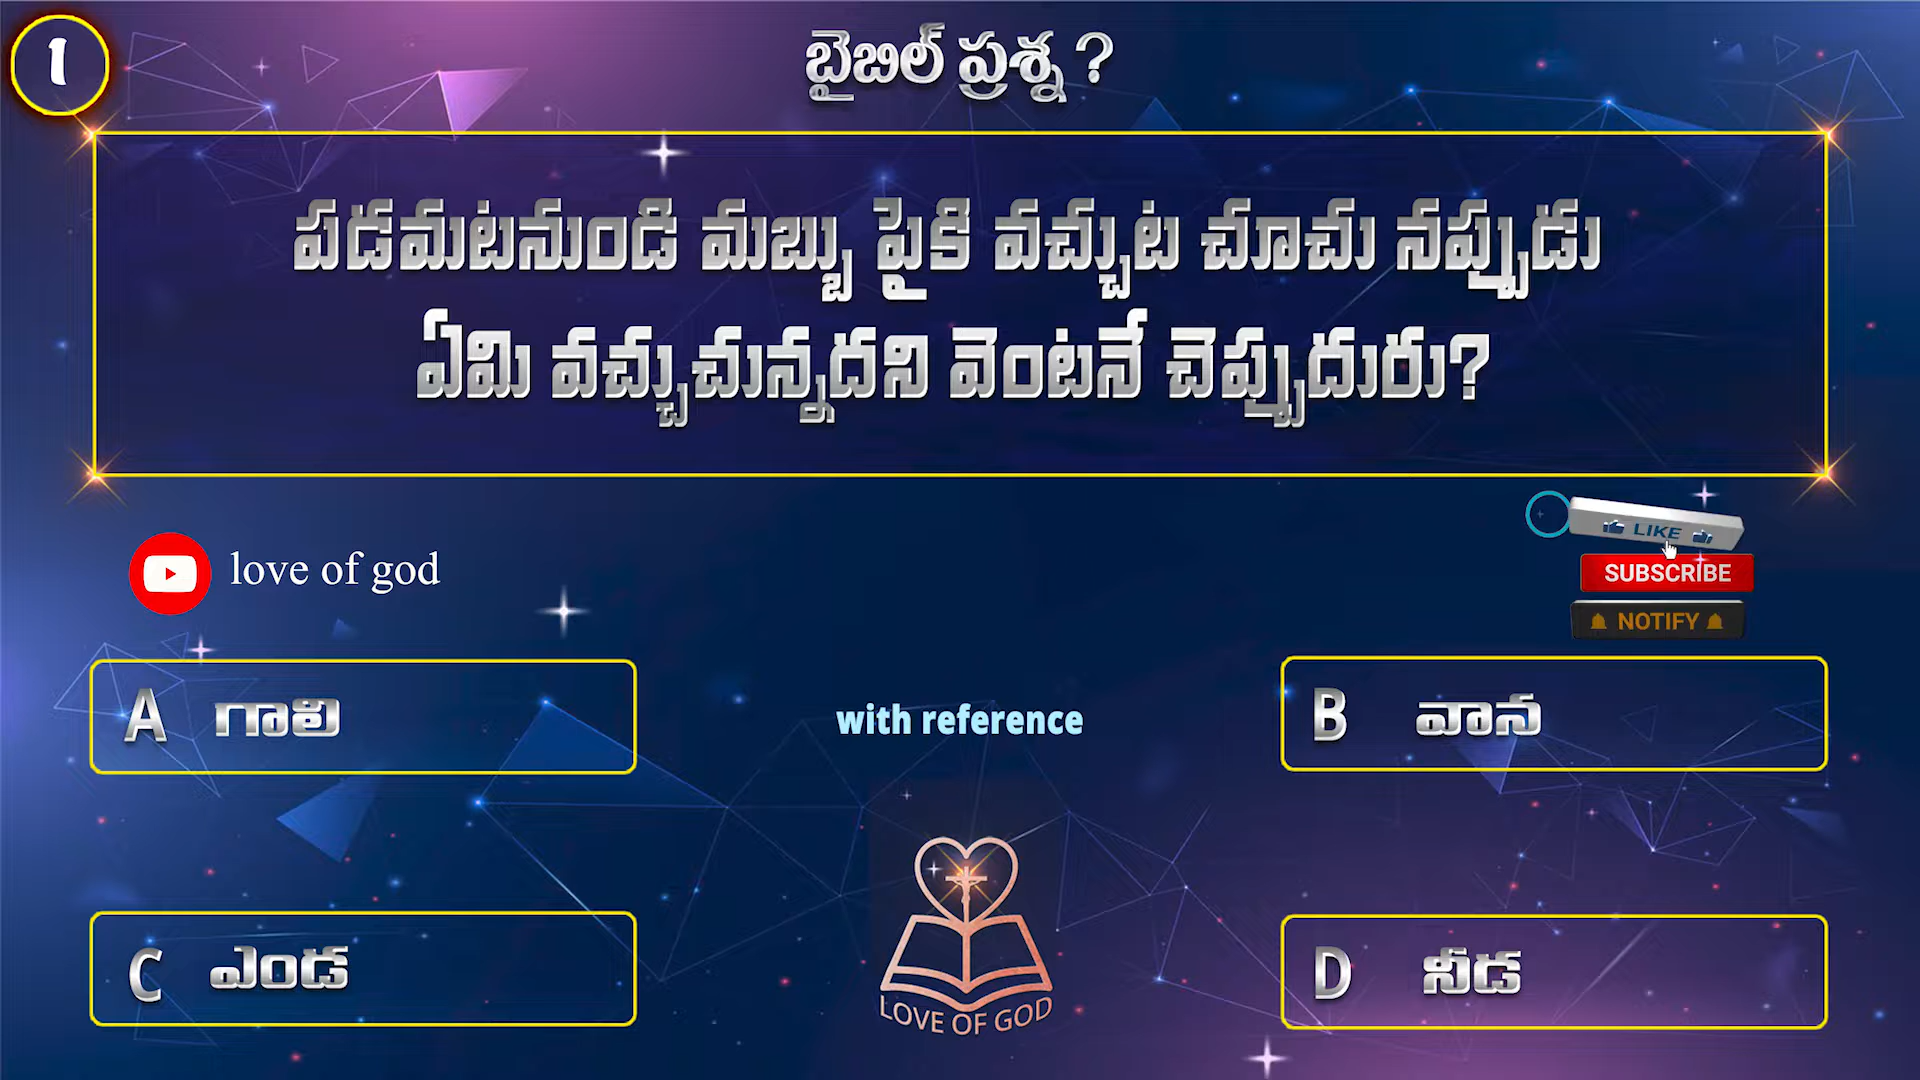 1
బైబిల్ ప్రశ్న ?
పడమటనుండి మబ్బు పైకి వచ్చుట చూచు నప్పుడు
ఏమి వచ్చుచున్నదని వెంటనే చెప్పుదురు?
LIKE
love of god
SUBSCRIBE
NOTIFY
A గాలి
with reference
B వాన
C ఎండ
D నీడ
LOVE OF GOD